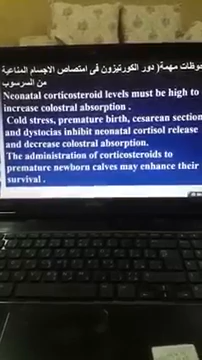 ملحوظات مهمة( دور الكورتيزون فى امتصاص الاجسام المناعية
من السرسوب
Neonatal corticosteroid levels must be high to
increase colostral absorption .
Cold stress, premature birth, cesarean section
and dystocias inhibit neonatal cortisol release
and decrease colostral absorption.
The administration of corticosteroids to
premature newborn calves may enhance their
survival .